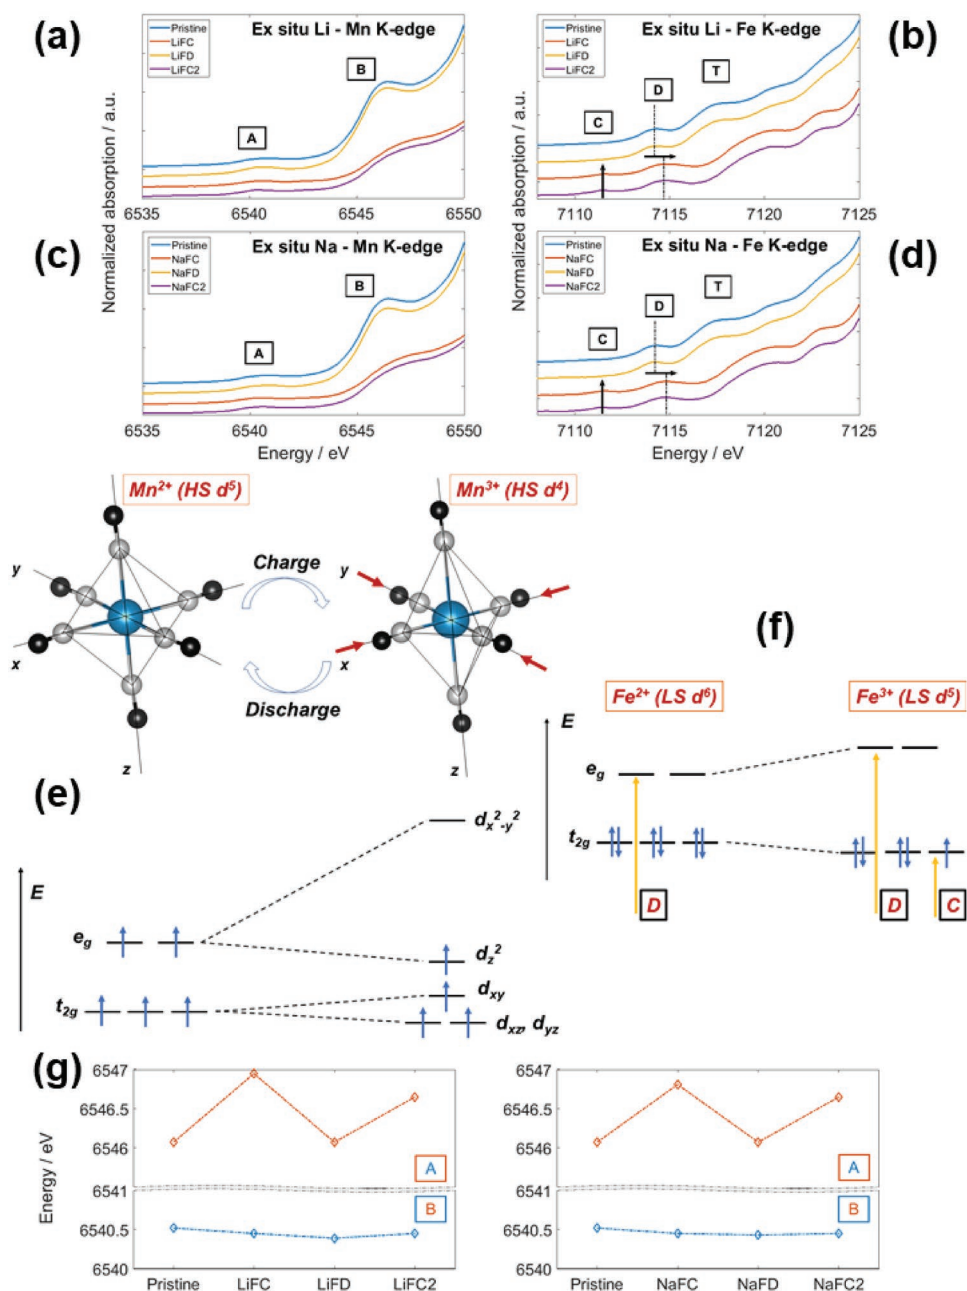 (a)
Normalized absorption / a.u.
Pristine
LiFC
LiFD
LiFC2
Ex situ Li - Mn K-edge
B
A
6535 6540 6545 6550
(b)
Pristine
LiFC
LiFD
LiFC2
Ex situ Li - Fe K-edge
T
D
C
7110 7115 7120 7125
(c)
Normalized absorption / a.u.
Pristine
NaFC
NaFD
NaFC2
Ex situ Na - Mn K-edge
B
A
6535 6540 6545 6550
Energy / eV
(d)
Pristine
NaFC
NaFD
NaFC2
Ex situ Na - Fe K-edge
T
D
C
7110 7115 7120 7125
Energy / eV
Mn2+ (HS d5)
Mn3+ (HS d4)
y
x
z
Charge
Discharge
y
x
z
(e)
E
eg
t2g
dx2-y2
dz2
dxy
dxz, dyz
(f)
Fe2+ (LS d6)
Fe3+ (LS d5)
E
eg
t2g
D
D
C
(g)
Energy / eV
6547
6546.5
6546
6541
6540.5
6540
A
B
Pristine LiFC LiFD LiFC2
6547
6546.5
6546
6541
6540.5
6540
A
B
Pristine NaFC NaFD NaFC2